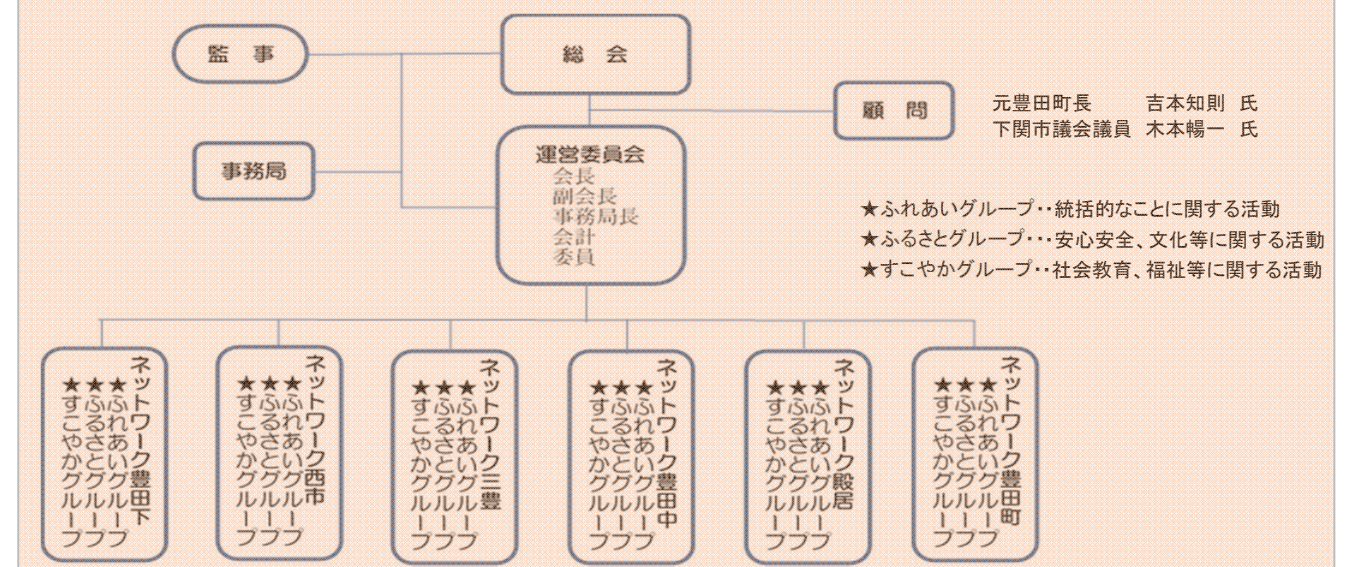 監 事
総 会
顧 問
元豊田町長 吉本知則 氏
下関市議会議員 木本暢一 氏
事務局
運営委員会
会長
副会長
事務局長
会計
委員
★ふれあいグループ・・統括的なことに関する活動
★ふるさとグループ・・・安心安全、文化等に関する活動
★すこやかグループ・・社会教育、福祉等に関する活動
ネットワーク豊田下
★ふれあいグループ
★ふるさとグループ
★すこやかグループ
ネットワーク西市
★ふれあいグループ
★ふるさとグループ
★すこやかグループ
ネットワーク三豊
★ふれあいグループ
★ふるさとグループ
★すこやかグループ
ネットワーク豊田中
★ふれあいグループ
★ふるさとグループ
★すこやかグループ
ネットワーク殿居
★ふれあいグループ
★ふるさとグループ
★すこやかグループ
ネットワーク豊田町
★ふれあいグループ
★ふるさとグループ
★すこやかグループ